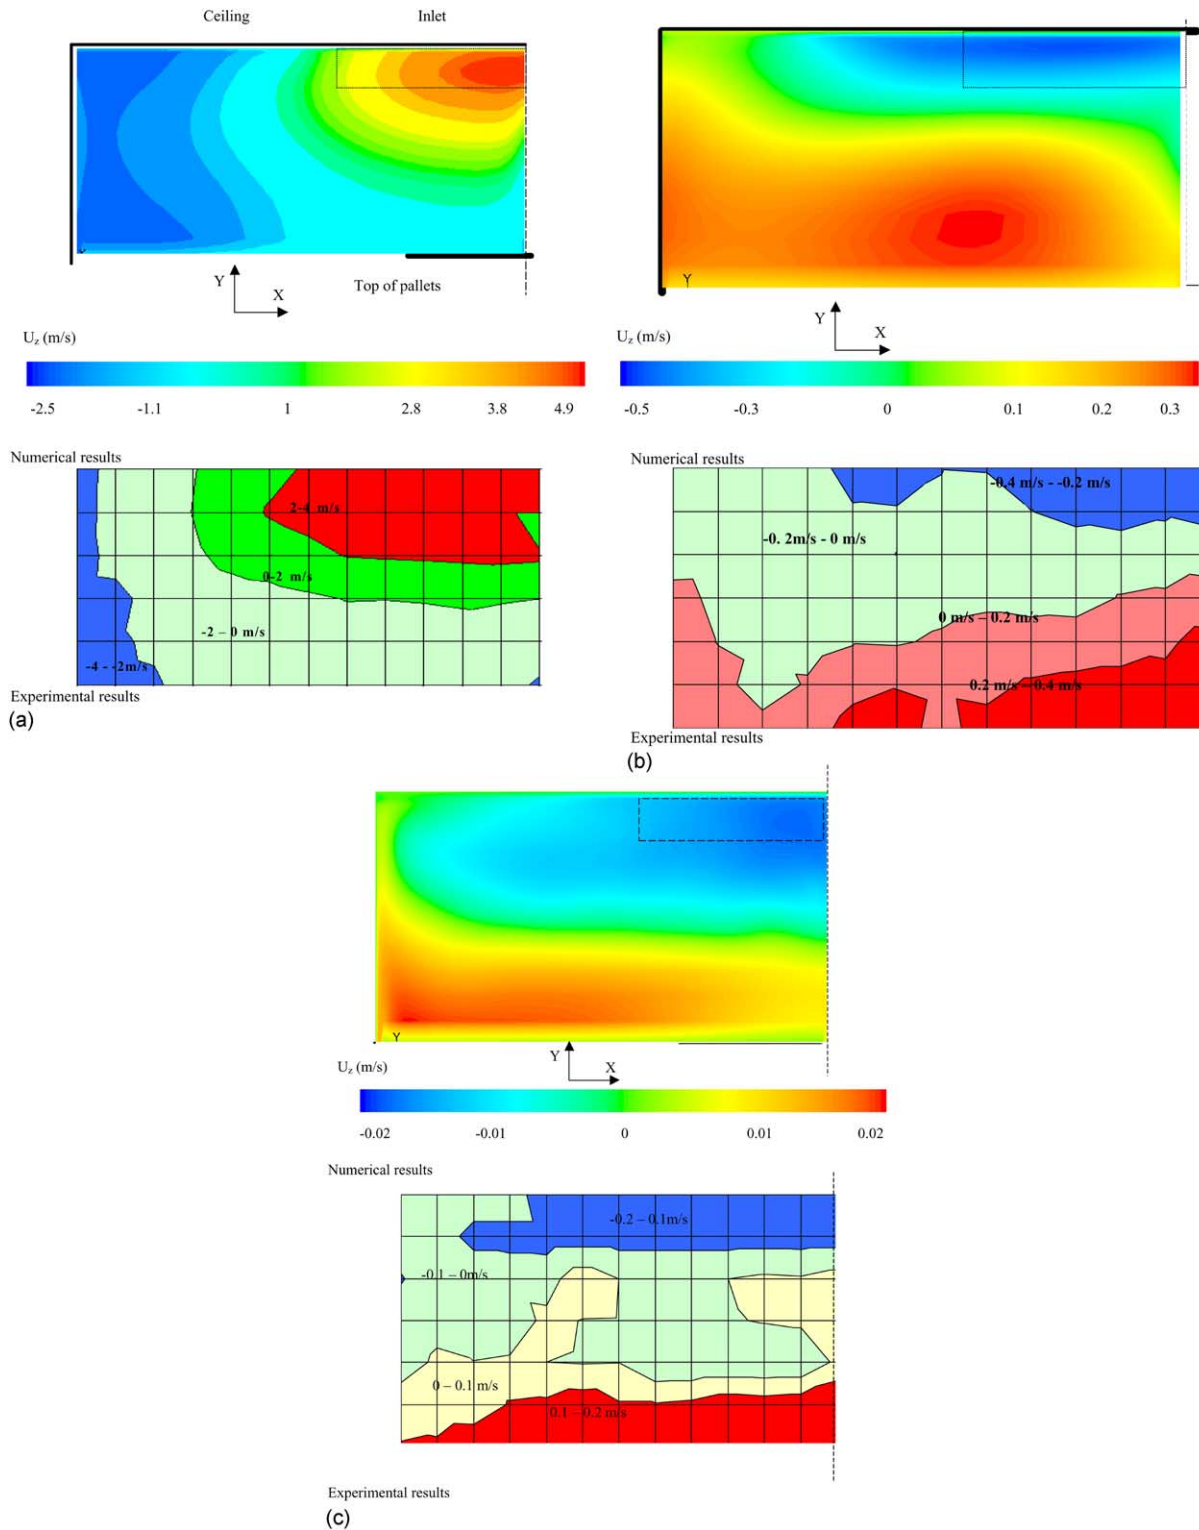 Ceiling Inlet
Y X Top of pallets
Uz (m/s)
-2.5 -1.1 1 2.8 3.8 4.9
Numerical results
2-4 m/s
0-2 m/s
-2 – 0 m/s
-4 - -2m/s
Experimental results
(a)
Y
Y X
Uz (m/s)
-0.5 -0.3 0 0.1 0.2 0.3
Numerical results
-0.4 m/s - -0.2 m/s
-0. 2m/s - 0 m/s
0 m/s – 0.2 m/s
0.2 m/s – 0.4 m/s
Experimental results
(b)
Y
Y X
Uz (m/s)
-0.02 -0.01 0 0.01 0.02
Numerical results
-0.2 – 0.1m/s
-0.1 – 0m/s
0 – 0.1 m/s
0.1 – 0.2 m/s
Experimental results
(c)